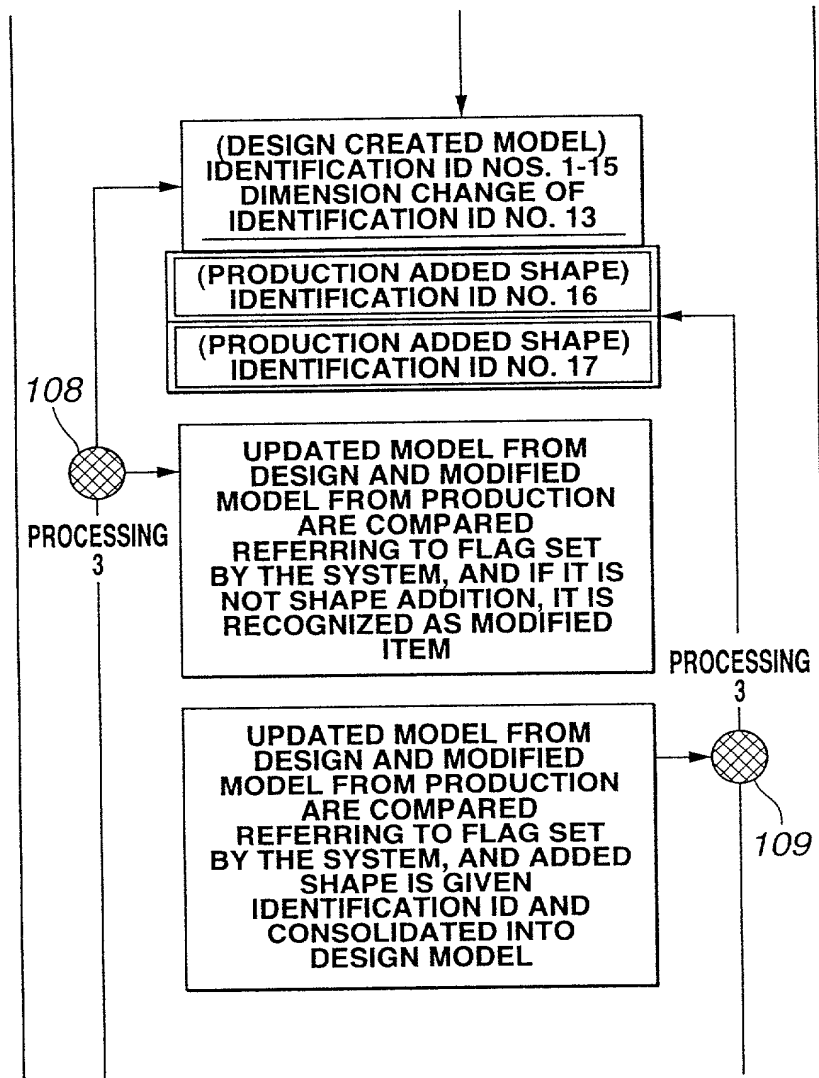 (DESIGN CREATED MODEL)
IDENTIFICATION ID NOS. 1-15
DIMENSION CHANGE OF
IDENTIFICATION ID NO. 13
(PRODUCTION ADDED SHAPE)
IDENTIFICATION ID NO. 16
(PRODUCTION ADDED SHAPE)
IDENTIFICATION ID NO. 17
108
PROCESSING
3
UPDATED MODEL FROM
DESIGN AND MODIFIED
MODEL FROM PRODUCTION
ARE COMPARED
REFERRING TO FLAG SET
BY THE SYSTEM, AND IF IT IS
NOT SHAPE ADDITION, IT IS
RECOGNIZED AS MODIFIED
ITEM
PROCESSING
3
109
UPDATED MODEL FROM
DESIGN AND MODIFIED
MODEL FROM PRODUCTION
ARE COMPARED
REFERRING TO FLAG SET
BY THE SYSTEM, AND ADDED
SHAPE IS GIVEN
IDENTIFICATION ID AND
CONSOLIDATED INTO
DESIGN MODEL